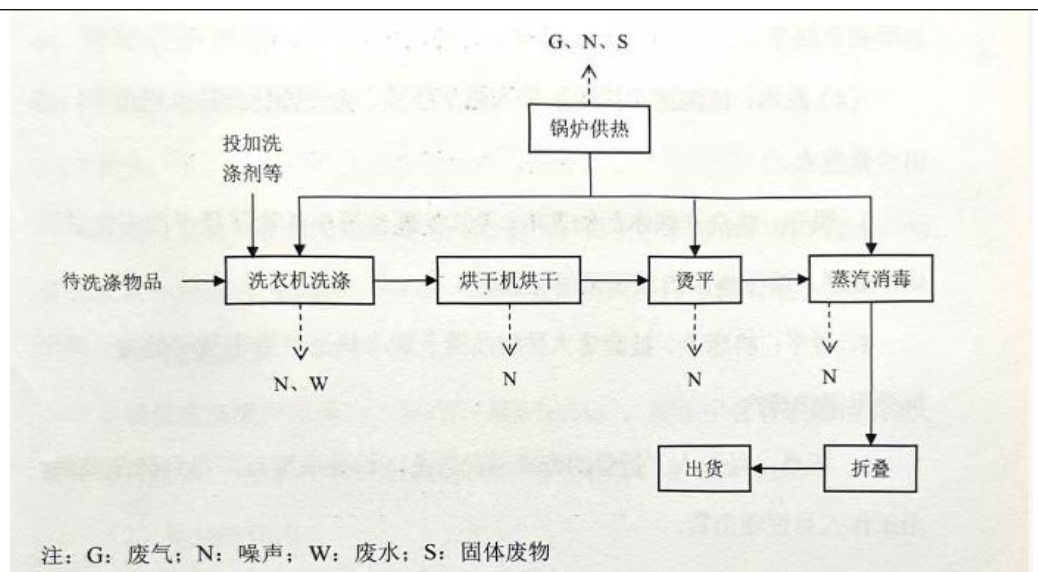 G、N、S
锅炉供热
投加洗
涤剂等
待洗涤物品
洗衣机洗涤
烘干机烘干
烫平
蒸汽消毒
N、W
N
N
N
出货
折叠
注：G：废气；N：噪声；W：废水；S：固体废物